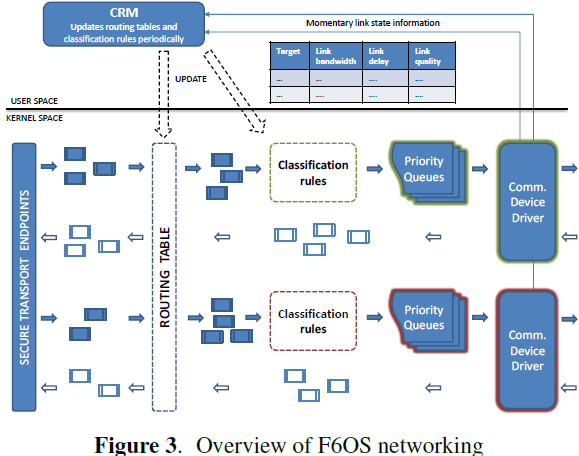 CRM
Updates routing tables and
classification rules periodically
Momentary link state information
Target Link bandwidth Link delay Link quality
... ... .... ....
... ... .... ....
UPDATE
USER SPACE
KERNEL SPACE
SECURE TRANSPORT ENDPOINTS
ROUTING TABLE
Classification
rules
Priority
Queues
Comm.
Device
Driver
Classification
rules
Priority
Queues
Comm.
Device
Driver
Figure 3. Overview of F6OS networking